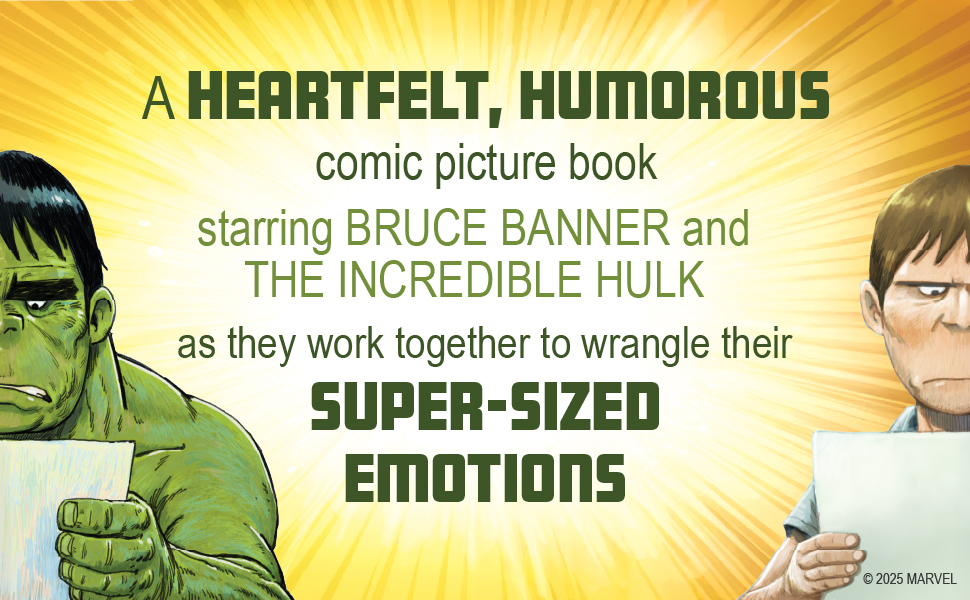 A HEARTFELT, HUMOROUS
comic picture book
starring BRUCE BANNER and
THE INCREDIBLE HULK
as they work together to wrangle their
SUPER-SIZED
EMOTIONS
© 2025 MARVEL